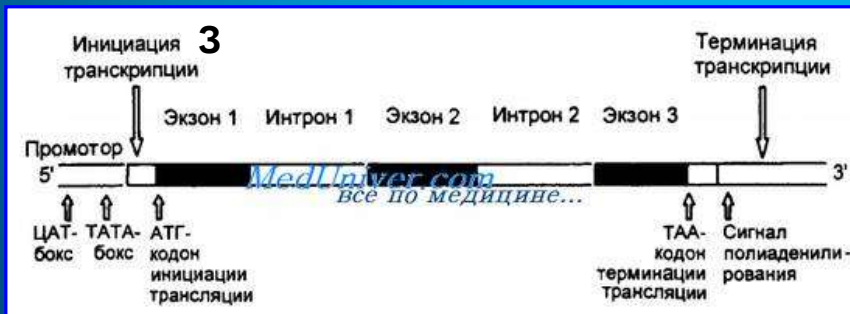 Инициация 3
транскрипции
Терминация
транскрипции
Экзон 1 Интрон 1 Экзон 2 Интрон 2 Экзон 3
Промотор
5' 3'
MedUniver.com
все по медицине...
ЦАТ-бокс
ТАТА-бокс
АТГ-
кодон
инициации
трансляции
ТАА-
кодон
терминации
трансляции
Сигнал
полиаденили-
рования